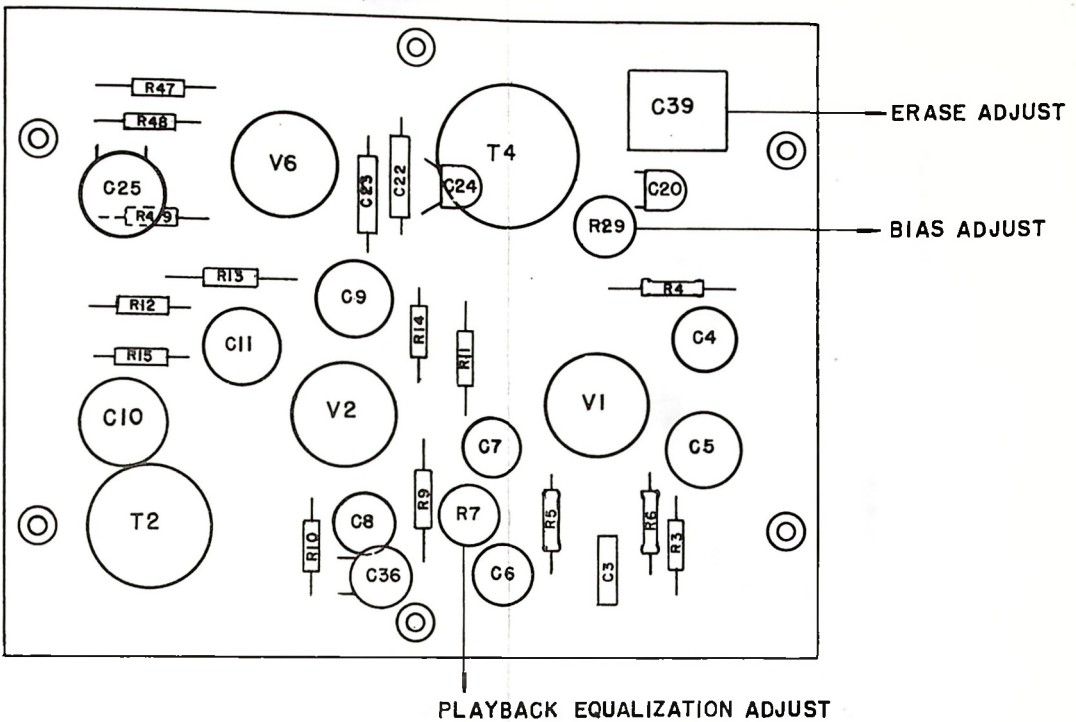 R47
C39
ERASE ADJUST
R48
V6
T4
C25
C23
C22
C24
C20
R49
R29
BIAS ADJUST
R13
R4
R12
C9
R14
C4
C11
R11
R15
V2
V1
C10
C7
C5
R9
T2
C8
R7
R5
R6
R10
R3
C36
C6
C3
PLAYBACK EQUALIZATION ADJUST